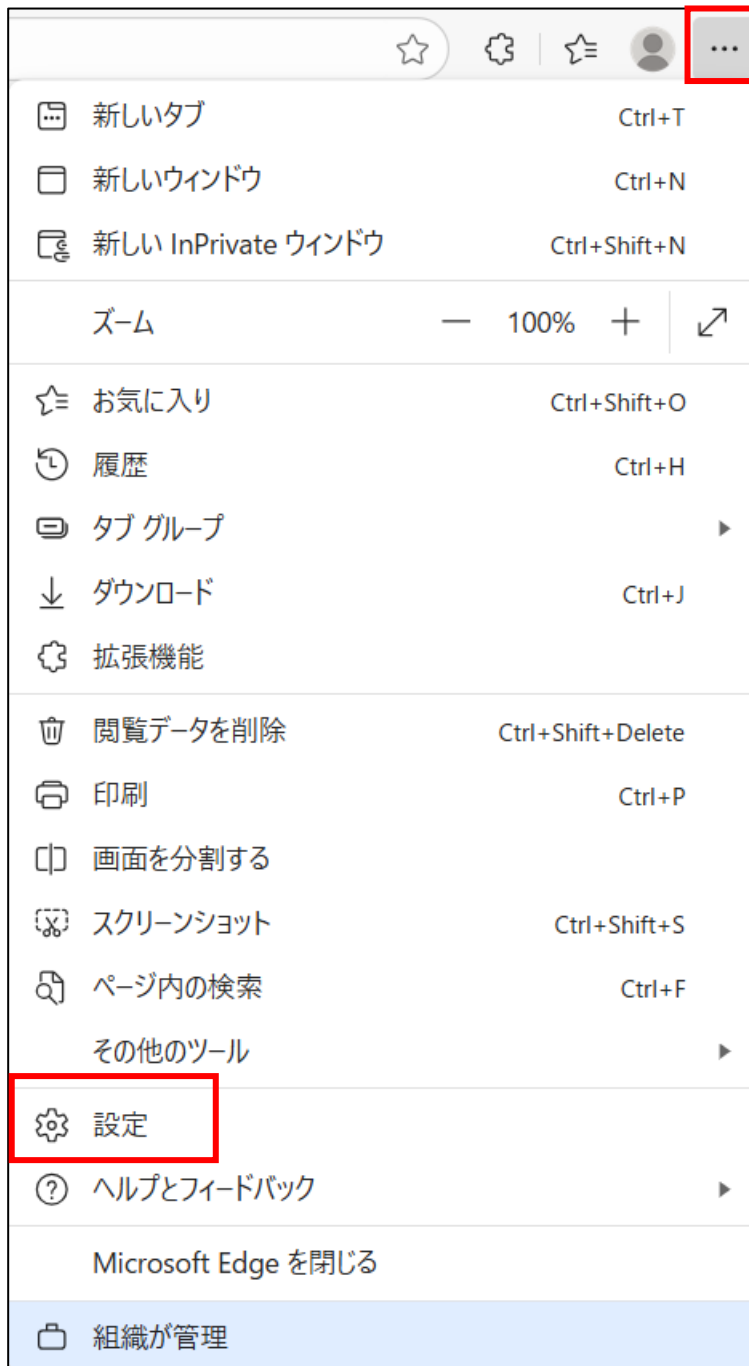 新しいタブ Ctrl+T
新しいウィンドウ Ctrl+N
新しい InPrivate ウィンドウ Ctrl+Shift+N
ズーム — 100% +
お気に入り Ctrl+Shift+O
履歴 Ctrl+H
タブ グループ
ダウンロード Ctrl+J
拡張機能
閲覧データを削除 Ctrl+Shift+Delete
印刷 Ctrl+P
画面を分割する
スクリーンショット Ctrl+Shift+S
ページ内の検索 Ctrl+F
その他のツール
設定
ヘルプとフィードバック
Microsoft Edge を閉じる
組織が管理